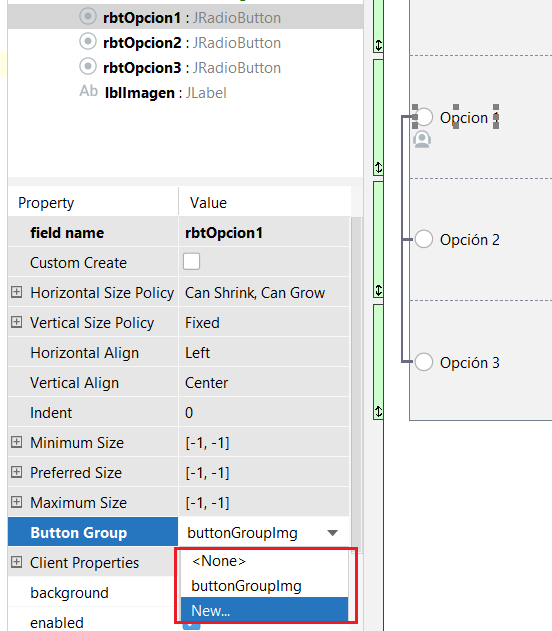 rbtOpcion1 : JRadioButton
rbtOpcion2 : JRadioButton
rbtOpcion3 : JRadioButton
Ab lblImagen : JLabel
Property Value
field name rbtOpcion1
Custom Create
Horizontal Size Policy Can Shrink, Can Grow
Vertical Size Policy Fixed
Horizontal Align Left
Vertical Align Center
Indent 0
Minimum Size [-1, -1]
Preferred Size [-1, -1]
Maximum Size [-1, -1]
Button Group buttonGroupImg
Client Properties <None>
background buttonGroupImg
enabled New...
Opcion 1
Opción 2
Opción 3